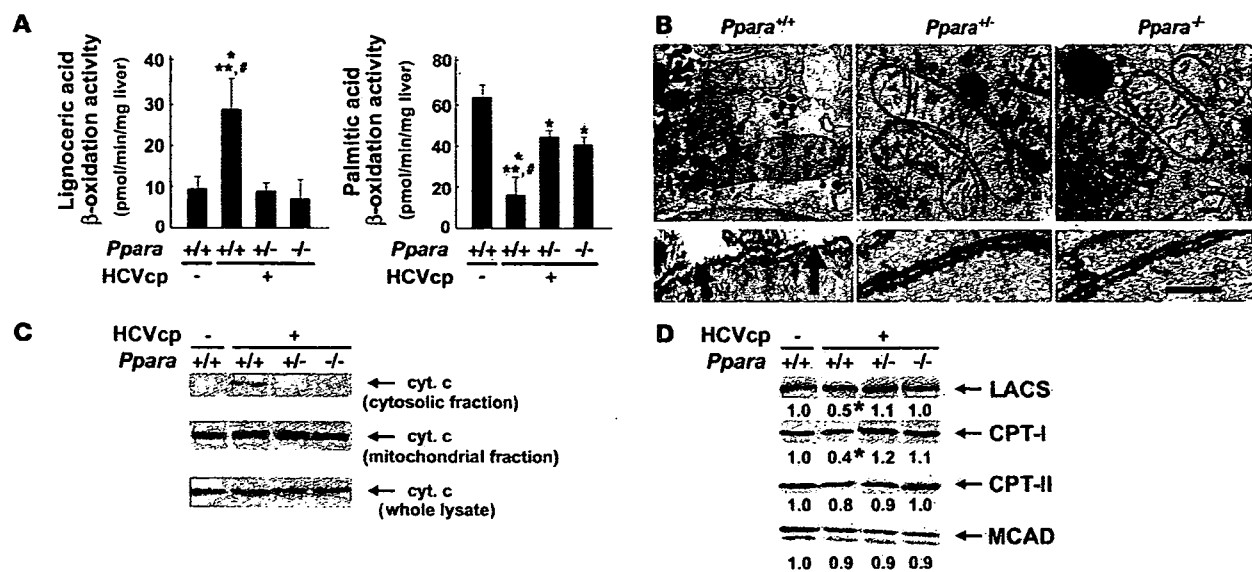 A
Lignoceric acid
β-oxidation activity
(pmol/min/mg liver)
40
30
20
10
0
*
**,#
Ppara +/+ +/+ +/- -/-
HCVcp - +
Palmitic acid
β-oxidation activity
(pmol/min/mg liver)
80
60
40
20
0
*
**,#
*
*
Ppara +/+ +/+ +/- -/-
HCVcp - +
B
Ppara+/+ Ppara+/- Ppara-/-
C
HCVcp - +
Ppara +/+ +/+ +/- -/-
cyt. c
(cytosolic fraction)
cyt. c
(mitochondrial fraction)
cyt. c
(whole lysate)
D
HCVcp - +
Ppara +/+ +/+ +/- -/-
LACS
1.0 0.5* 1.1 1.0
CPT-I
1.0 0.4* 1.2 1.1
CPT-II
1.0 0.8 0.9 1.0
MCAD
1.0 0.9 0.9 0.9